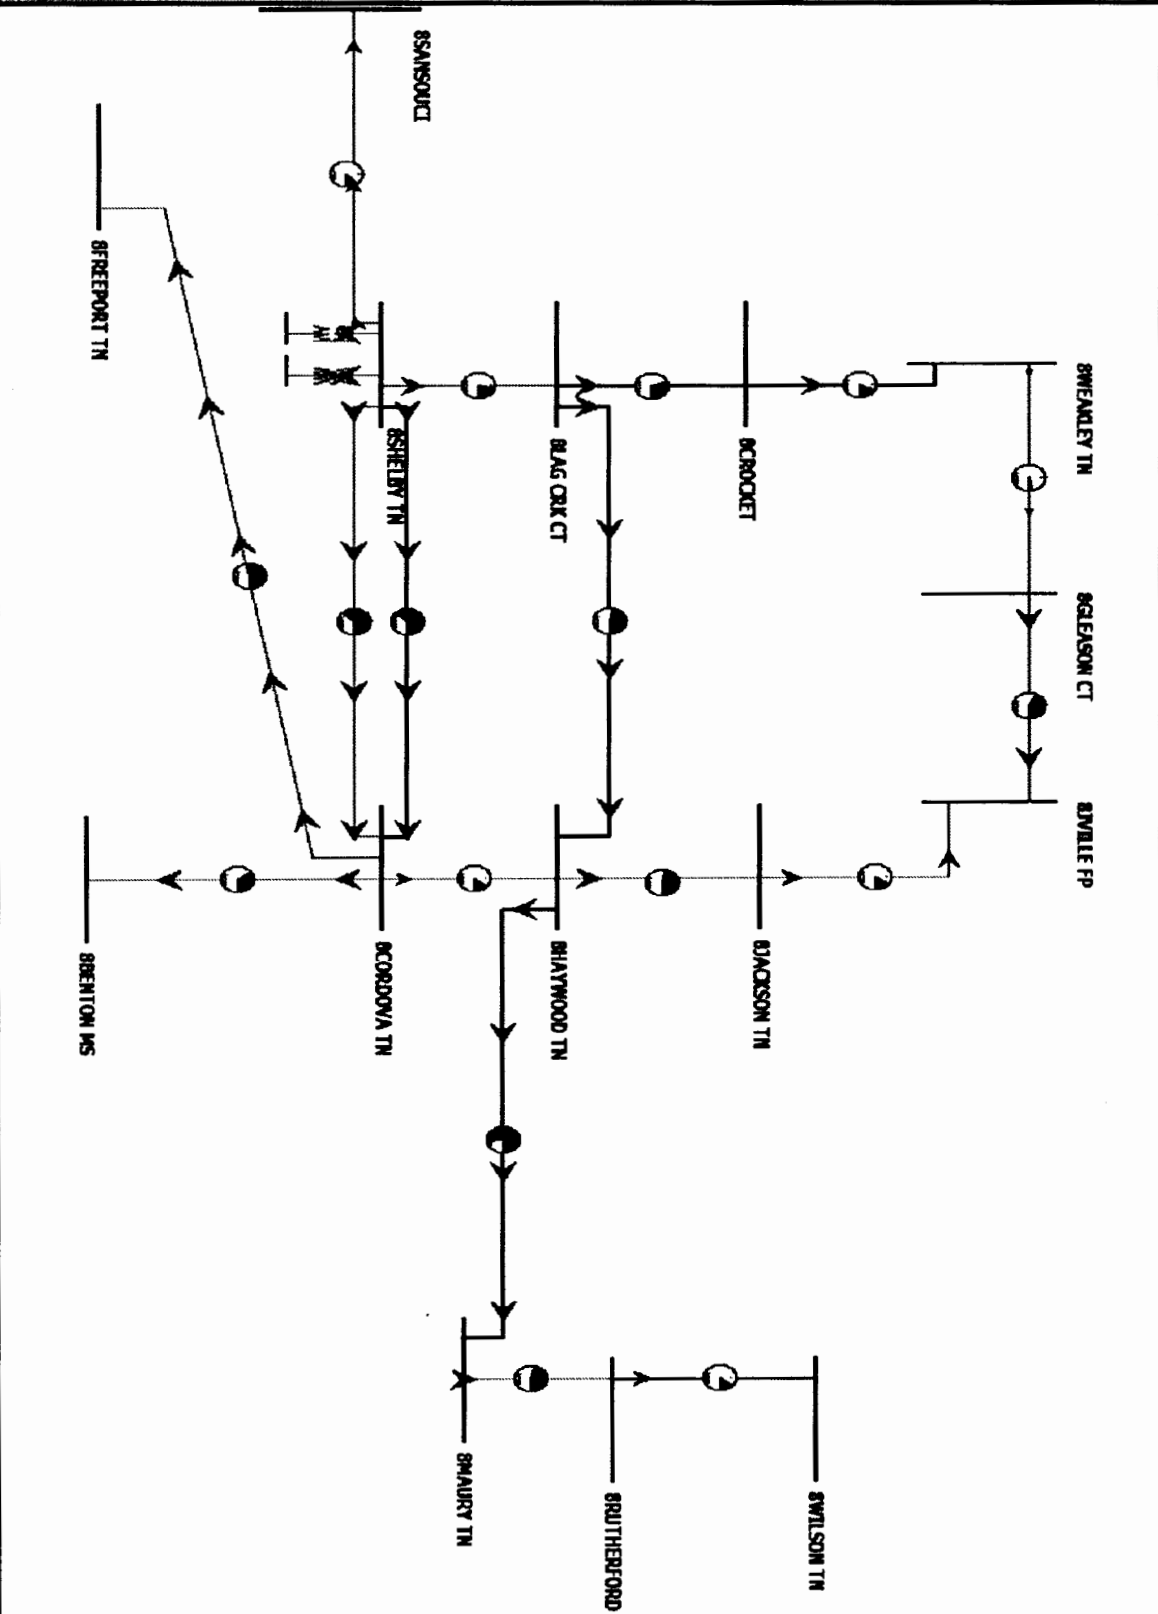 8SANSOUCI
8FREEPORT TN
8SHELBY TN
8LAG CRK CT
8CROCKET
8WEAKLEY TN
8GLEASON CT
8JVILLE FP
8BENTON MS
8CORDOVA TN
8HAYWOOD TN
8JACKSON TN
8MAURY TN
8RUTHERFORD
8WILSON TN